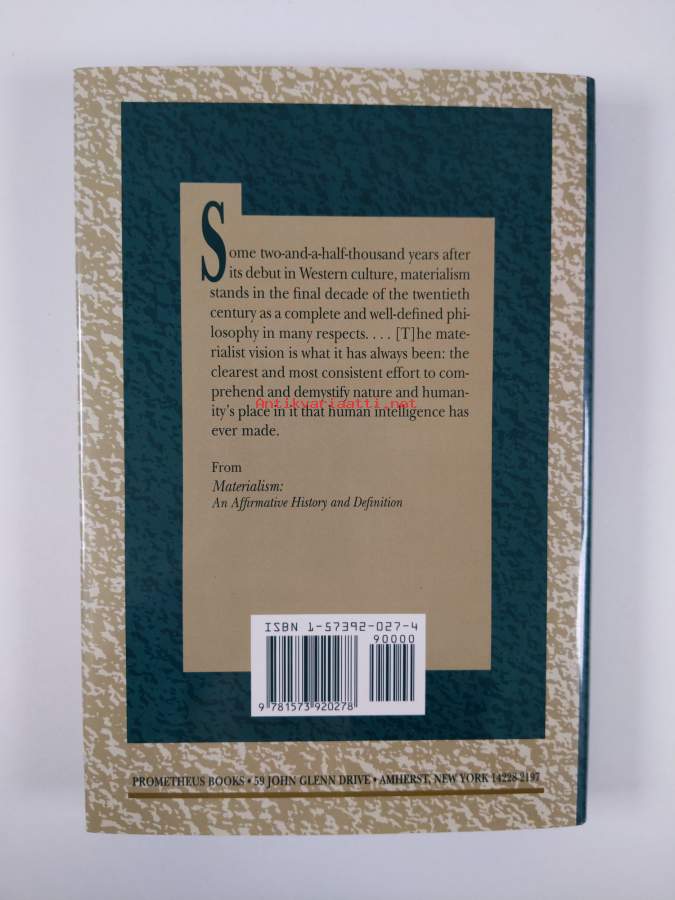 Some two-and-a-half-thousand years after
its debut in Western culture, materialism
stands in the final decade of the twentieth
century as a complete and well-defined phi-
losophy in many respects. . . . [T]he mate-
rialist vision is what it has always been: the
clearest and most consistent effort to com-
prehend and demystify nature and human-
Antikvariaatti.net
ity's place in it that human intelligence has
ever made.
From
Materialism:
An Affirmative History and Definition
ISBN 1-57392-027-4
90000
9 781573 920278
PROMETHEUS BOOKS • 59 JOHN GLENN DRIVE • AMHERST, NEW YORK 14228-2197